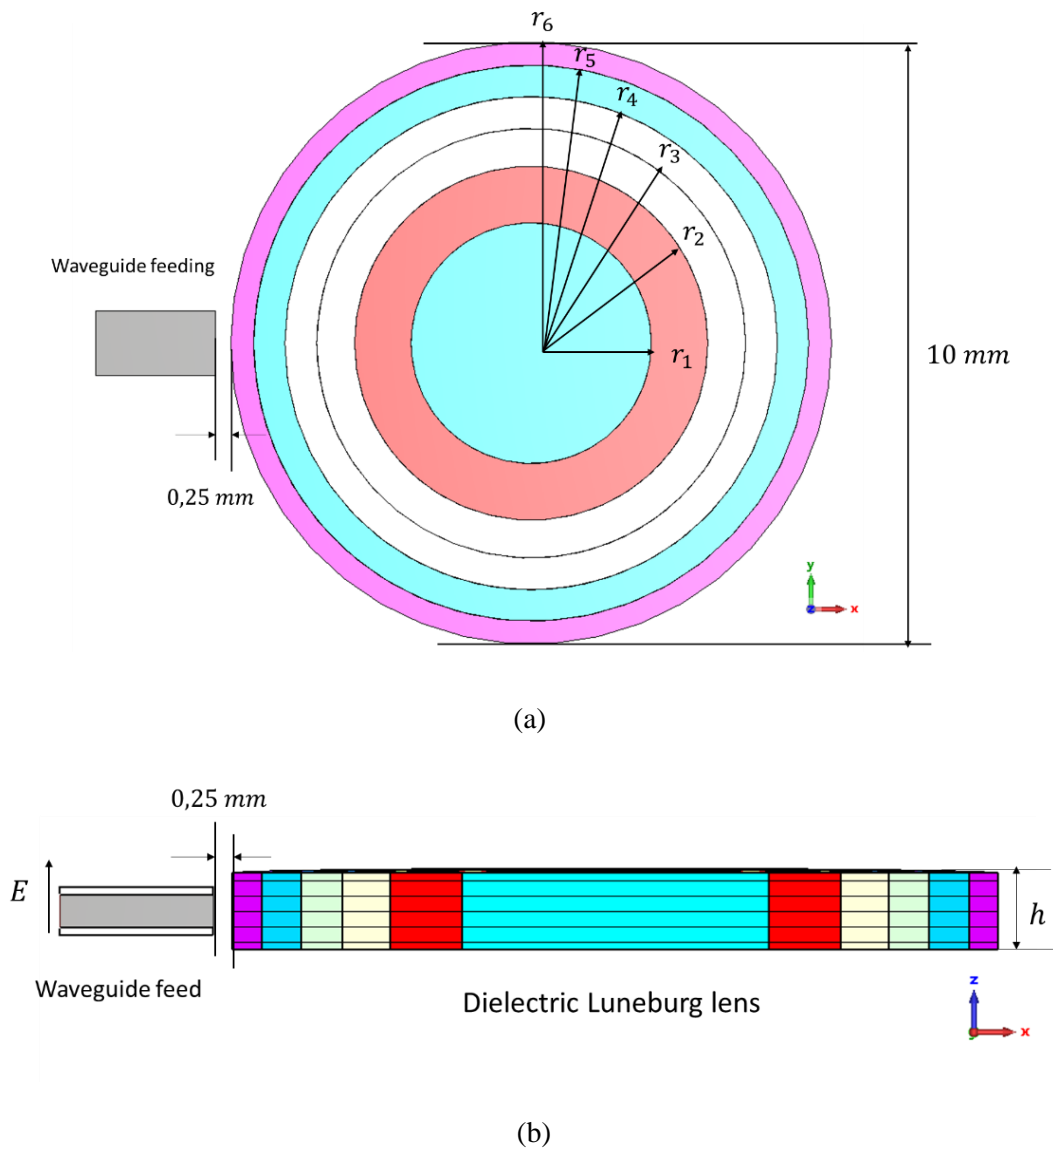 r₆
r₅
r₄
r₃
r₂
Waveguide feeding
r₁
10 mm
0,25 mm
y
z x
(a)
0,25 mm
E
h
Waveguide feed
Dielectric Luneburg lens
z
y x
(b)